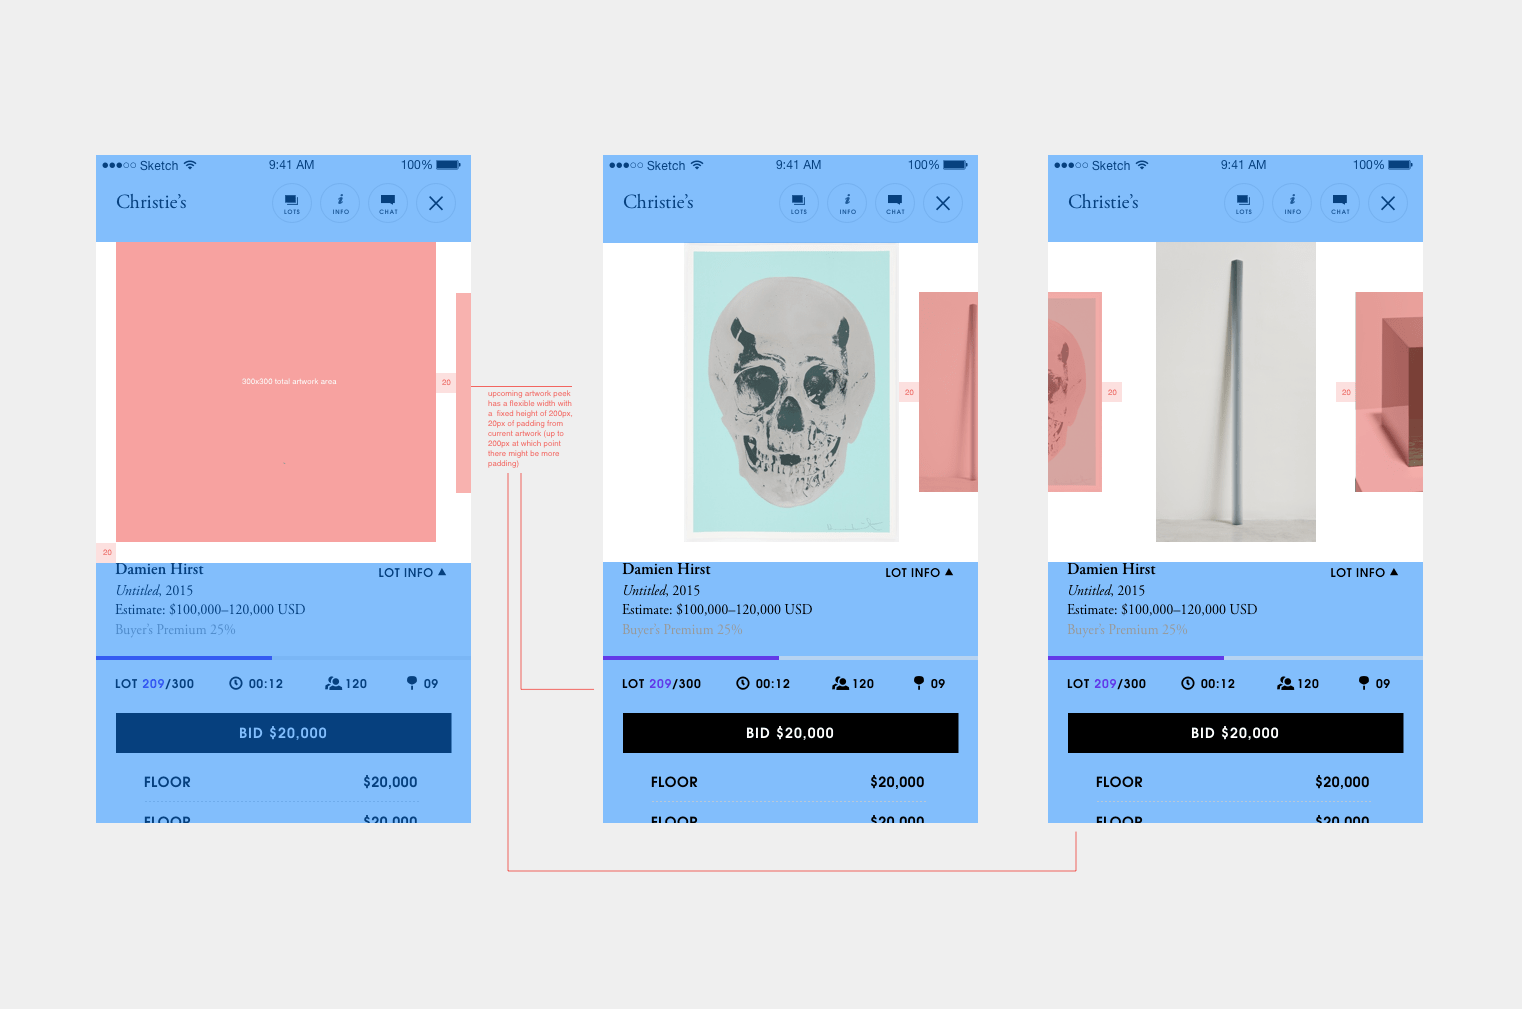 Sketch 9:41 AM 100%
Christie's
LOTS
INFO
CHAT
300x300 total artwork area
20
20
Damien Hirst
LOT INFO
Untitled, 2015
Estimate: $100,000–120,000 USD
Buyer's Premium 25%
LOT 209/300 00:12 120 09
BID $20,000
FLOOR $20,000
FLOOR $20,000
upcoming artwork peek
has a flexible width with
a fixed height of 200px,
20px of padding from
current artwork (up to
200px at which point
there might be more
padding)
Sketch 9:41 AM 100%
Christie's
LOTS
INFO
CHAT
20
Damien Hirst
LOT INFO
Untitled, 2015
Estimate: $100,000–120,000 USD
Buyer's Premium 25%
LOT 209/300 00:12 120 09
BID $20,000
FLOOR $20,000
FLOOR $20,000
Sketch 9:41 AM 100%
Christie's
LOTS
INFO
CHAT
20
20
Damien Hirst
LOT INFO
Untitled, 2015
Estimate: $100,000–120,000 USD
Buyer's Premium 25%
LOT 209/300 00:12 120 09
BID $20,000
FLOOR $20,000
FLOOR $20,000